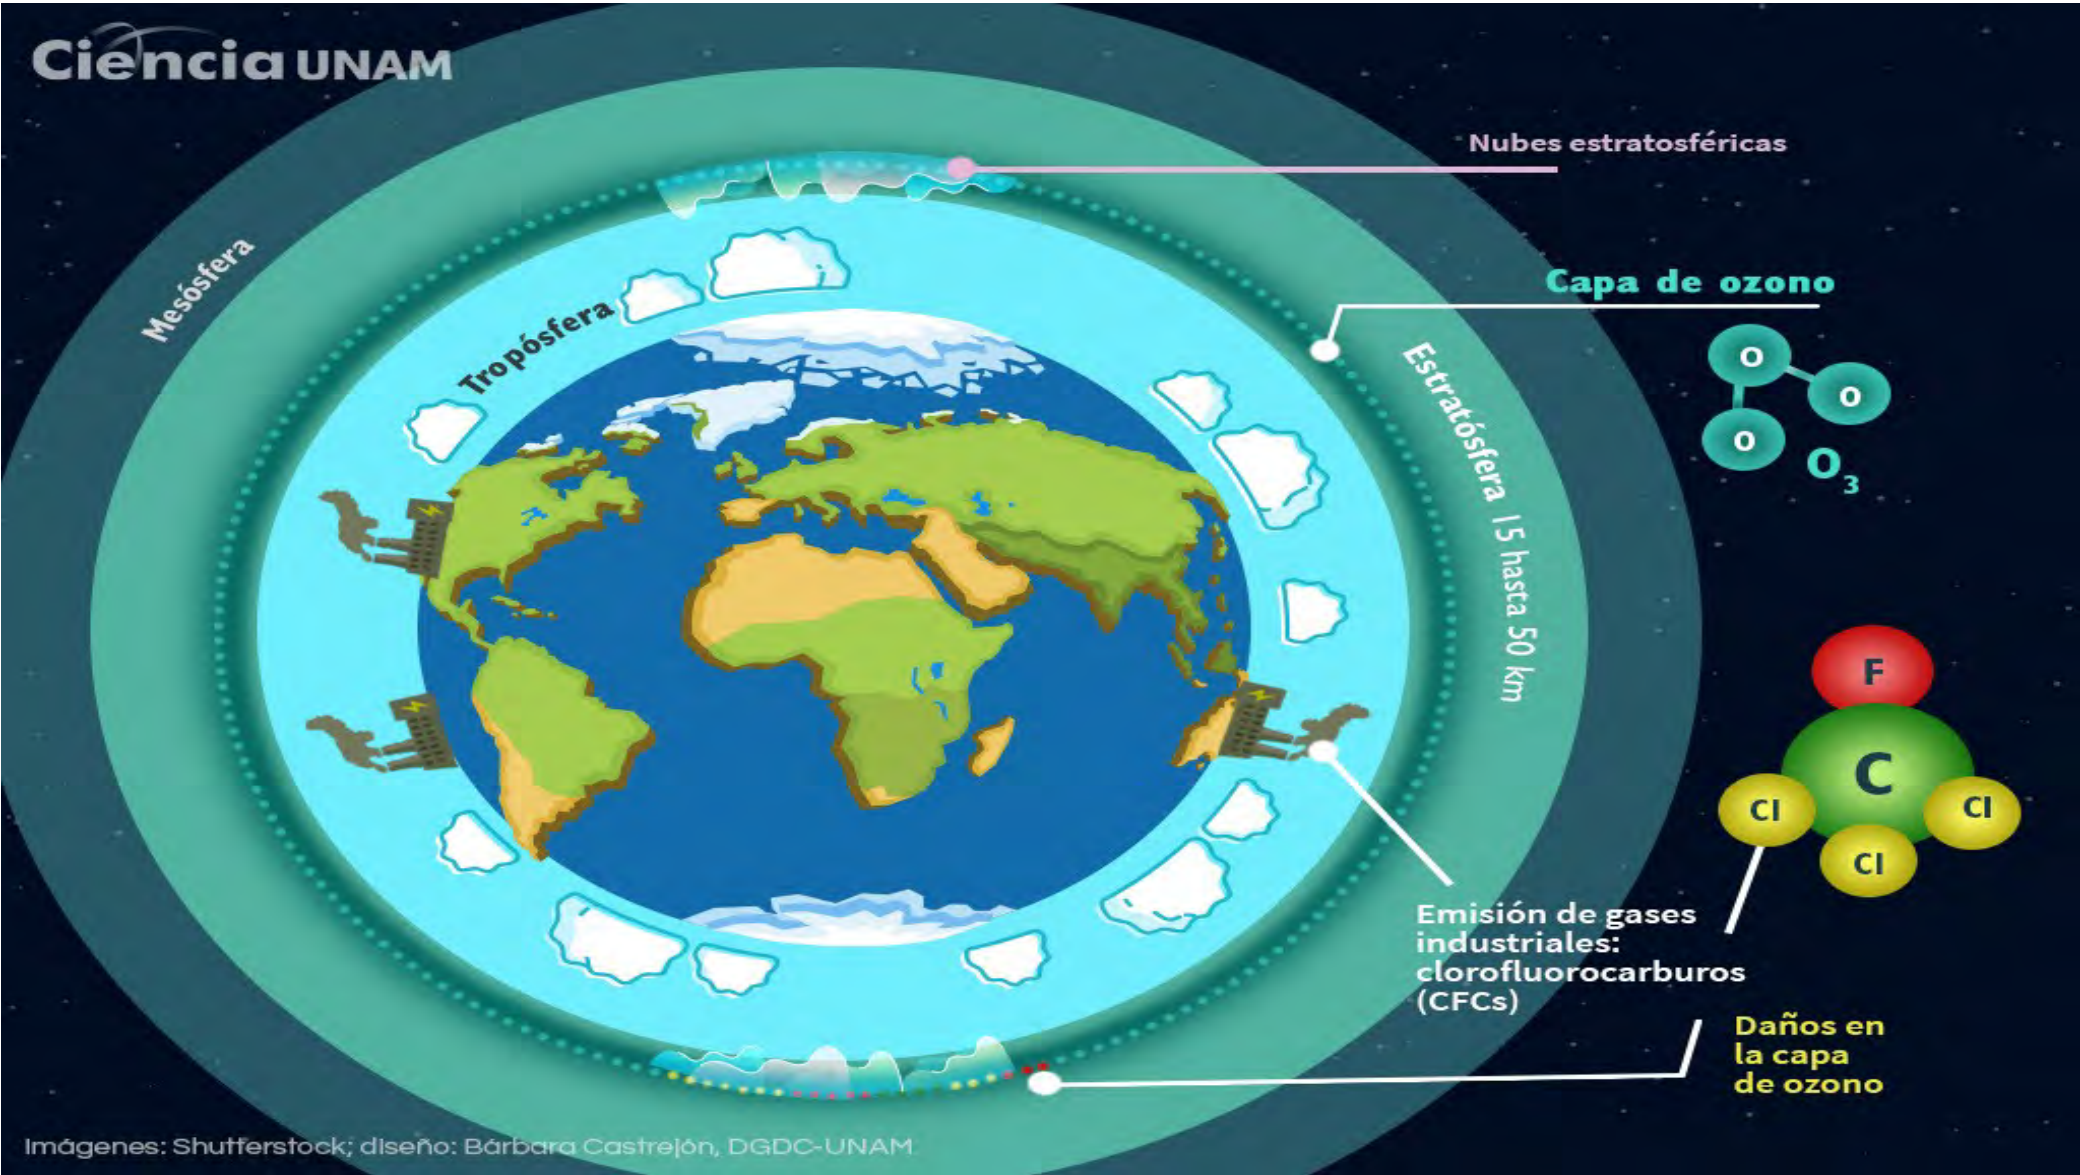 Ciencia UNAM
Nubes estratosféricas
Mesósfera
Capa de ozono
Tropósfera
Estratósfera 15 hasta 50 km
O
O
O
O3
F
C
Cl
Cl
Cl
Emisión de gases
industriales:
clorofluorocarburos
(CFCs)
Daños en
la capa
de ozono
Imágenes: Shutterstock; diseño: Bárbara Castrejón, DGDC-UNAM